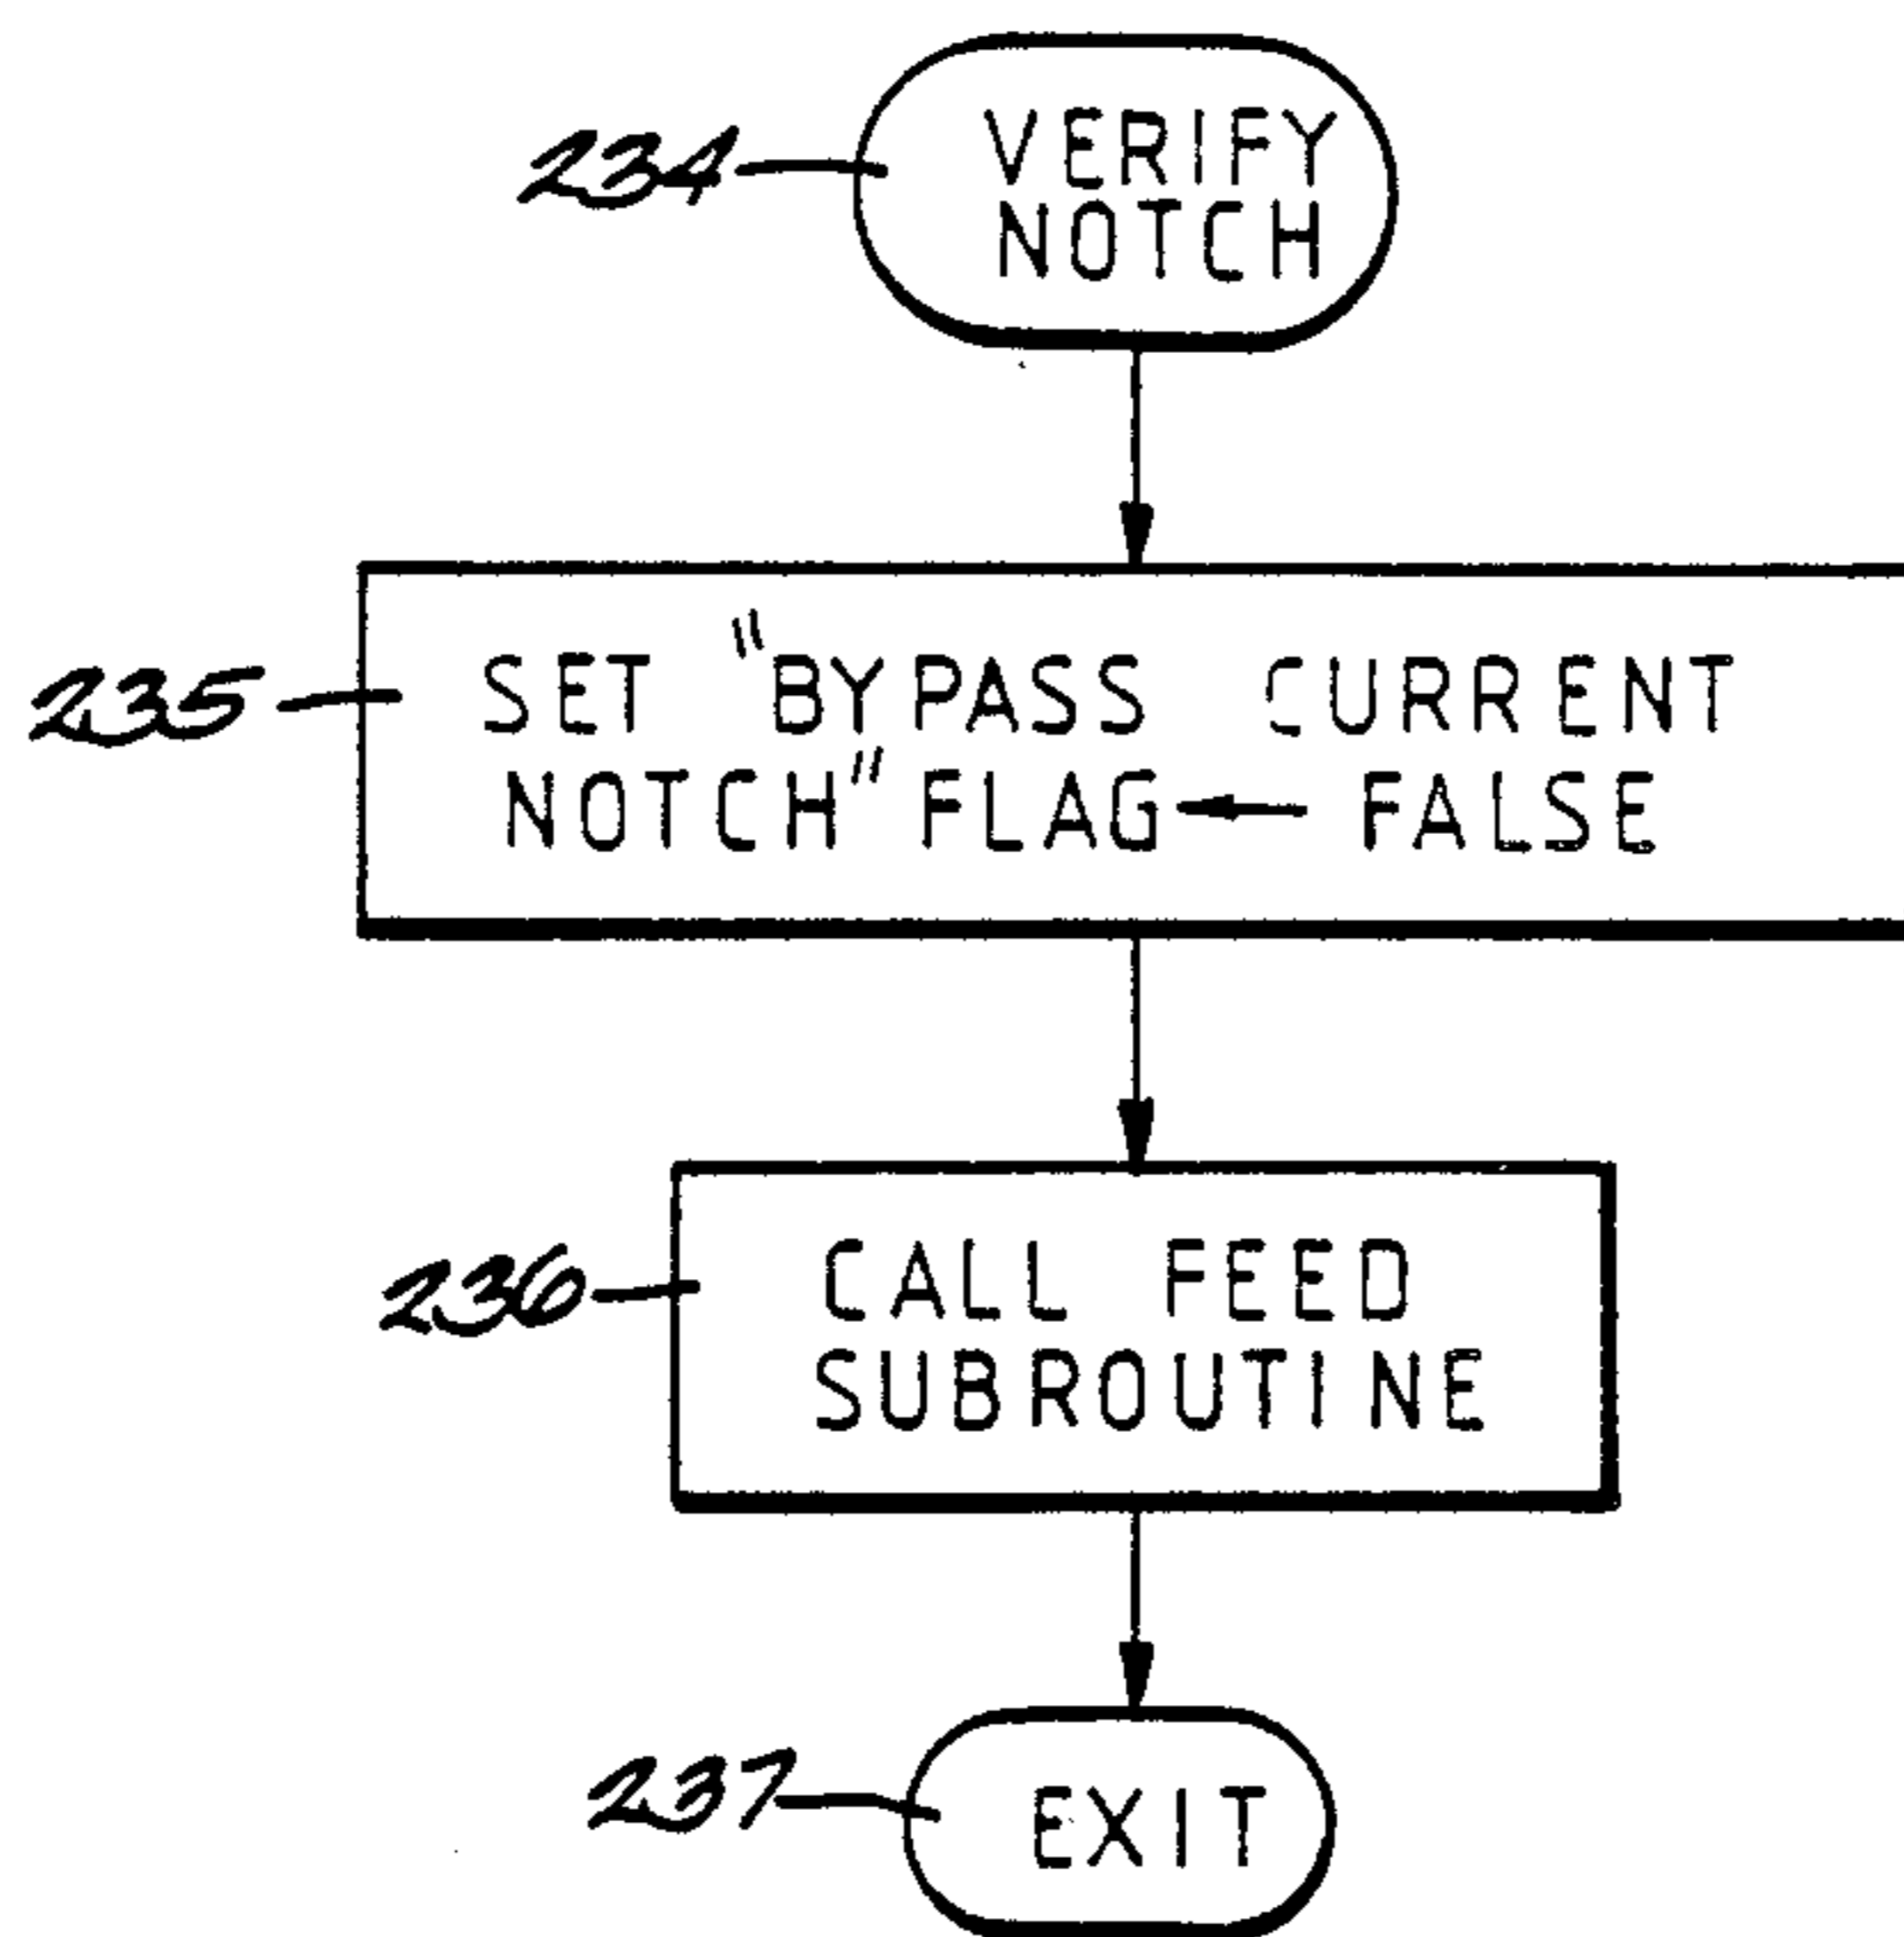 234
VERIFY
NOTCH
235
SET "BYPASS CURRENT
NOTCH" FLAG ← FALSE
236
CALL FEED
SUBROUTINE
237
EXIT